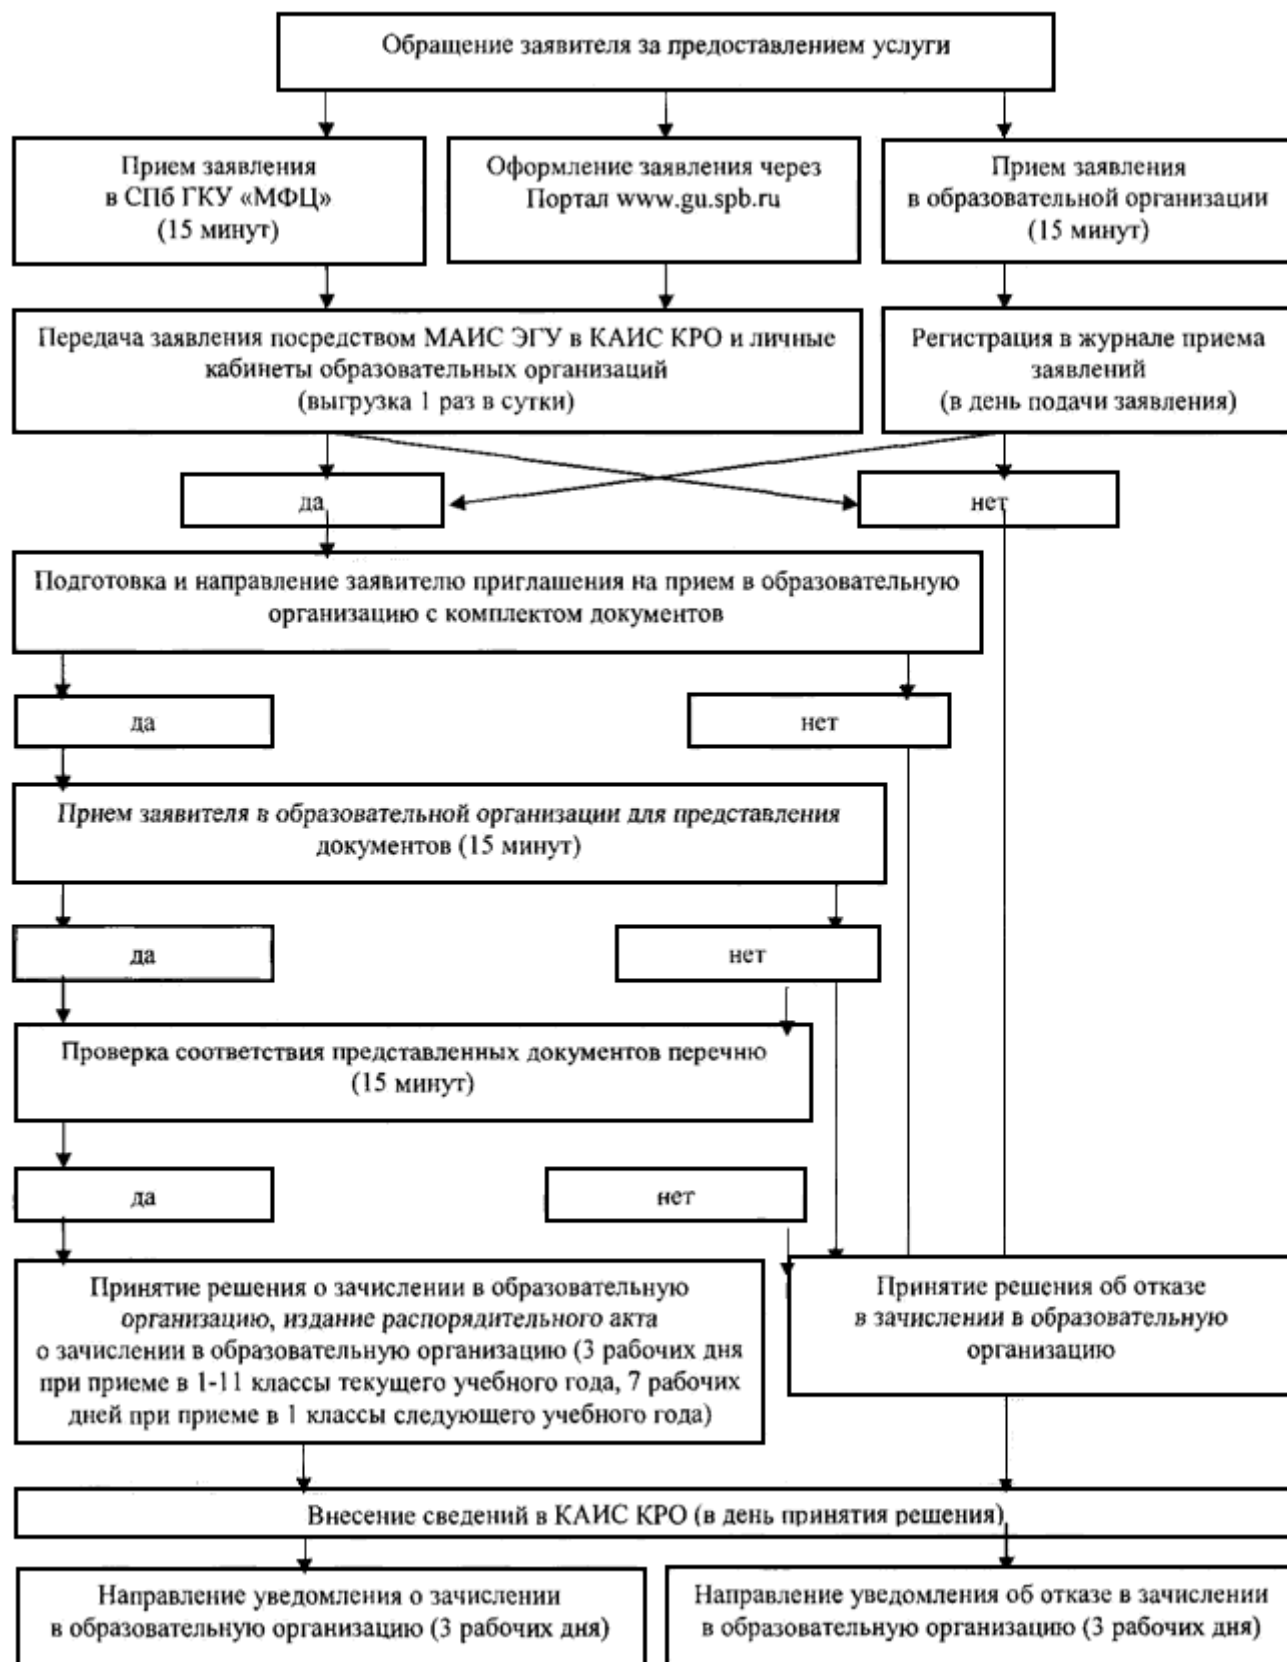 Обращение заявителя за предоставлением услуги
Прием заявления
в СПб ГКУ «МФЦ»
(15 минут)
Оформление заявления через
Портал www.gu.spb.ru
Прием заявления
в образовательной организации
(15 минут)
Передача заявления посредством МАИС ЭГУ в КАИС КРО и личные
кабинеты образовательных организаций
(выгрузка 1 раз в сутки)
Регистрация в журнале приема
заявлений
(в день подачи заявления)
да
нет
Подготовка и направление заявителю приглашения на прием в образовательную
организацию с комплектом документов
да
нет
Прием заявителя в образовательной организации для представления
документов (15 минут)
да
нет
Проверка соответствия представленных документов перечню
(15 минут)
да
нет
Принятие решения о зачислении в образовательную
организацию, издание распорядительного акта
о зачислении в образовательную организацию (3 рабочих дня
при приеме в 1-11 классы текущего учебного года, 7 рабочих
дней при приеме в 1 классы следующего учебного года)
Принятие решения об отказе
в зачислении в образовательную
организацию
Внесение сведений в КАИС КРО (в день принятия решения)
Направление уведомления о зачислении
в образовательную организацию (3 рабочих дня)
Направление уведомления об отказе в зачислении
в образовательную организацию (3 рабочих дня)